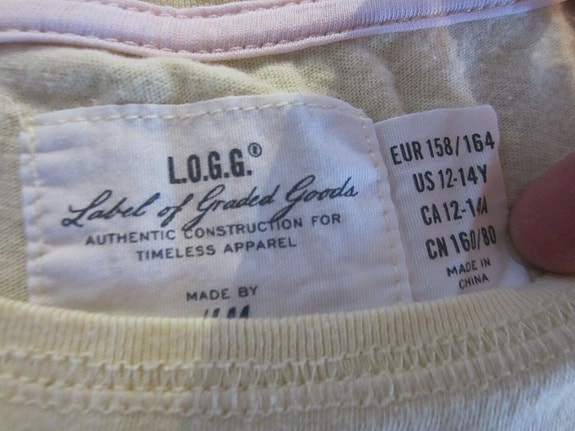 L.O.G.G.®
Label of Graded Goods
AUTHENTIC CONSTRUCTION FOR
TIMELESS APPAREL
MADE BY
EUR 158/164
US 12-14Y
CA 12-14
CN 160/80
MADE IN
CHINA